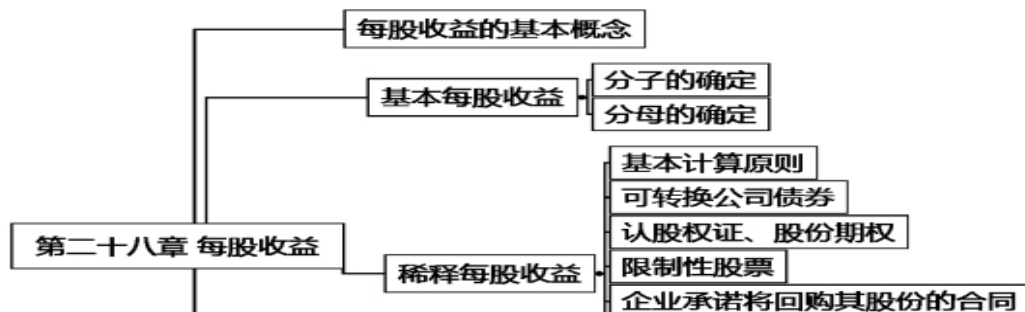 每股收益的基本概念
分子的确定
基本每股收益
分母的确定
基本计算原则
可转换公司债券
认股权证、股份期权
第二十八章 每股收益
稀释每股收益
限制性股票
企业承诺将回购其股份的合同